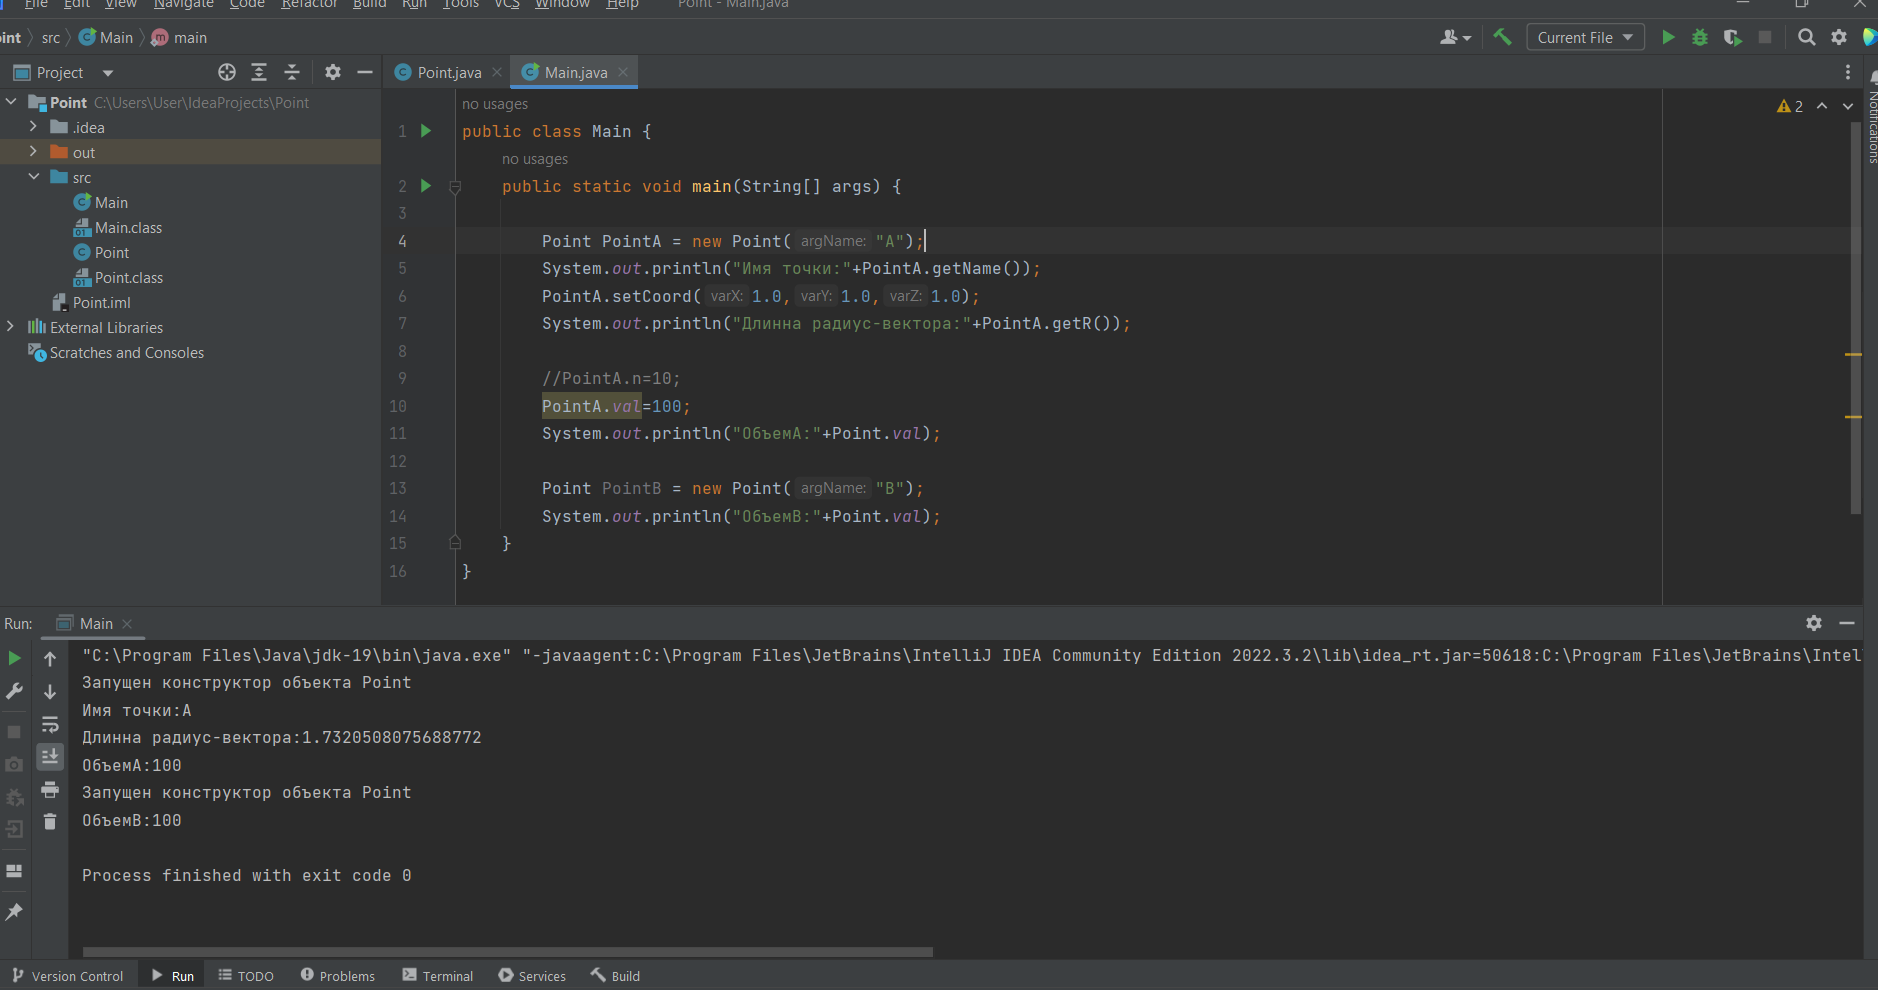 File Edit View Navigate Code Refactor Build Run Tools VCS Window Help Point - Main.java
oint src Main m main Current File
Project
Point.java Main.java
Point C:\Users\User\IdeaProjects\Point
.idea
out
src
Main
Main.class
Point
Point.class
Point.iml
External Libraries
Scratches and Consoles
no usages
2
1 public class Main {
no usages
2 public static void main(String[] args) {
3
4 Point PointA = new Point( argName: "A");
5 System.out.println("Имя точки:"+PointA.getName());
6 PointA.setCoord( varX: 1.0, varY: 1.0, varZ: 1.0);
7 System.out.println("Длинна радиус-вектора:"+PointA.getR());
8
9 //PointA.n=10;
10 PointA.val=100;
11 System.out.println("ОбъемА:"+Point.val);
12
13 Point PointB = new Point( argName: "B");
14 System.out.println("ОбъемВ:"+Point.val);
15 }
16 }
Notifications
Run: Main
"C:\Program Files\Java\jdk-19\bin\java.exe" "-javaagent:C:\Program Files\JetBrains\IntelliJ IDEA Community Edition 2022.3.2\lib\idea_rt.jar=50618:C:\Program Files\JetBrains\Intel
Запущен конструктор объекта Point
Имя точки:A
Длинна радиус-вектора:1.7320508075688772
ОбъемА:100
Запущен конструктор объекта Point
ОбъемВ:100
Process finished with exit code 0
Version Control Run TODO Problems Terminal Services Build